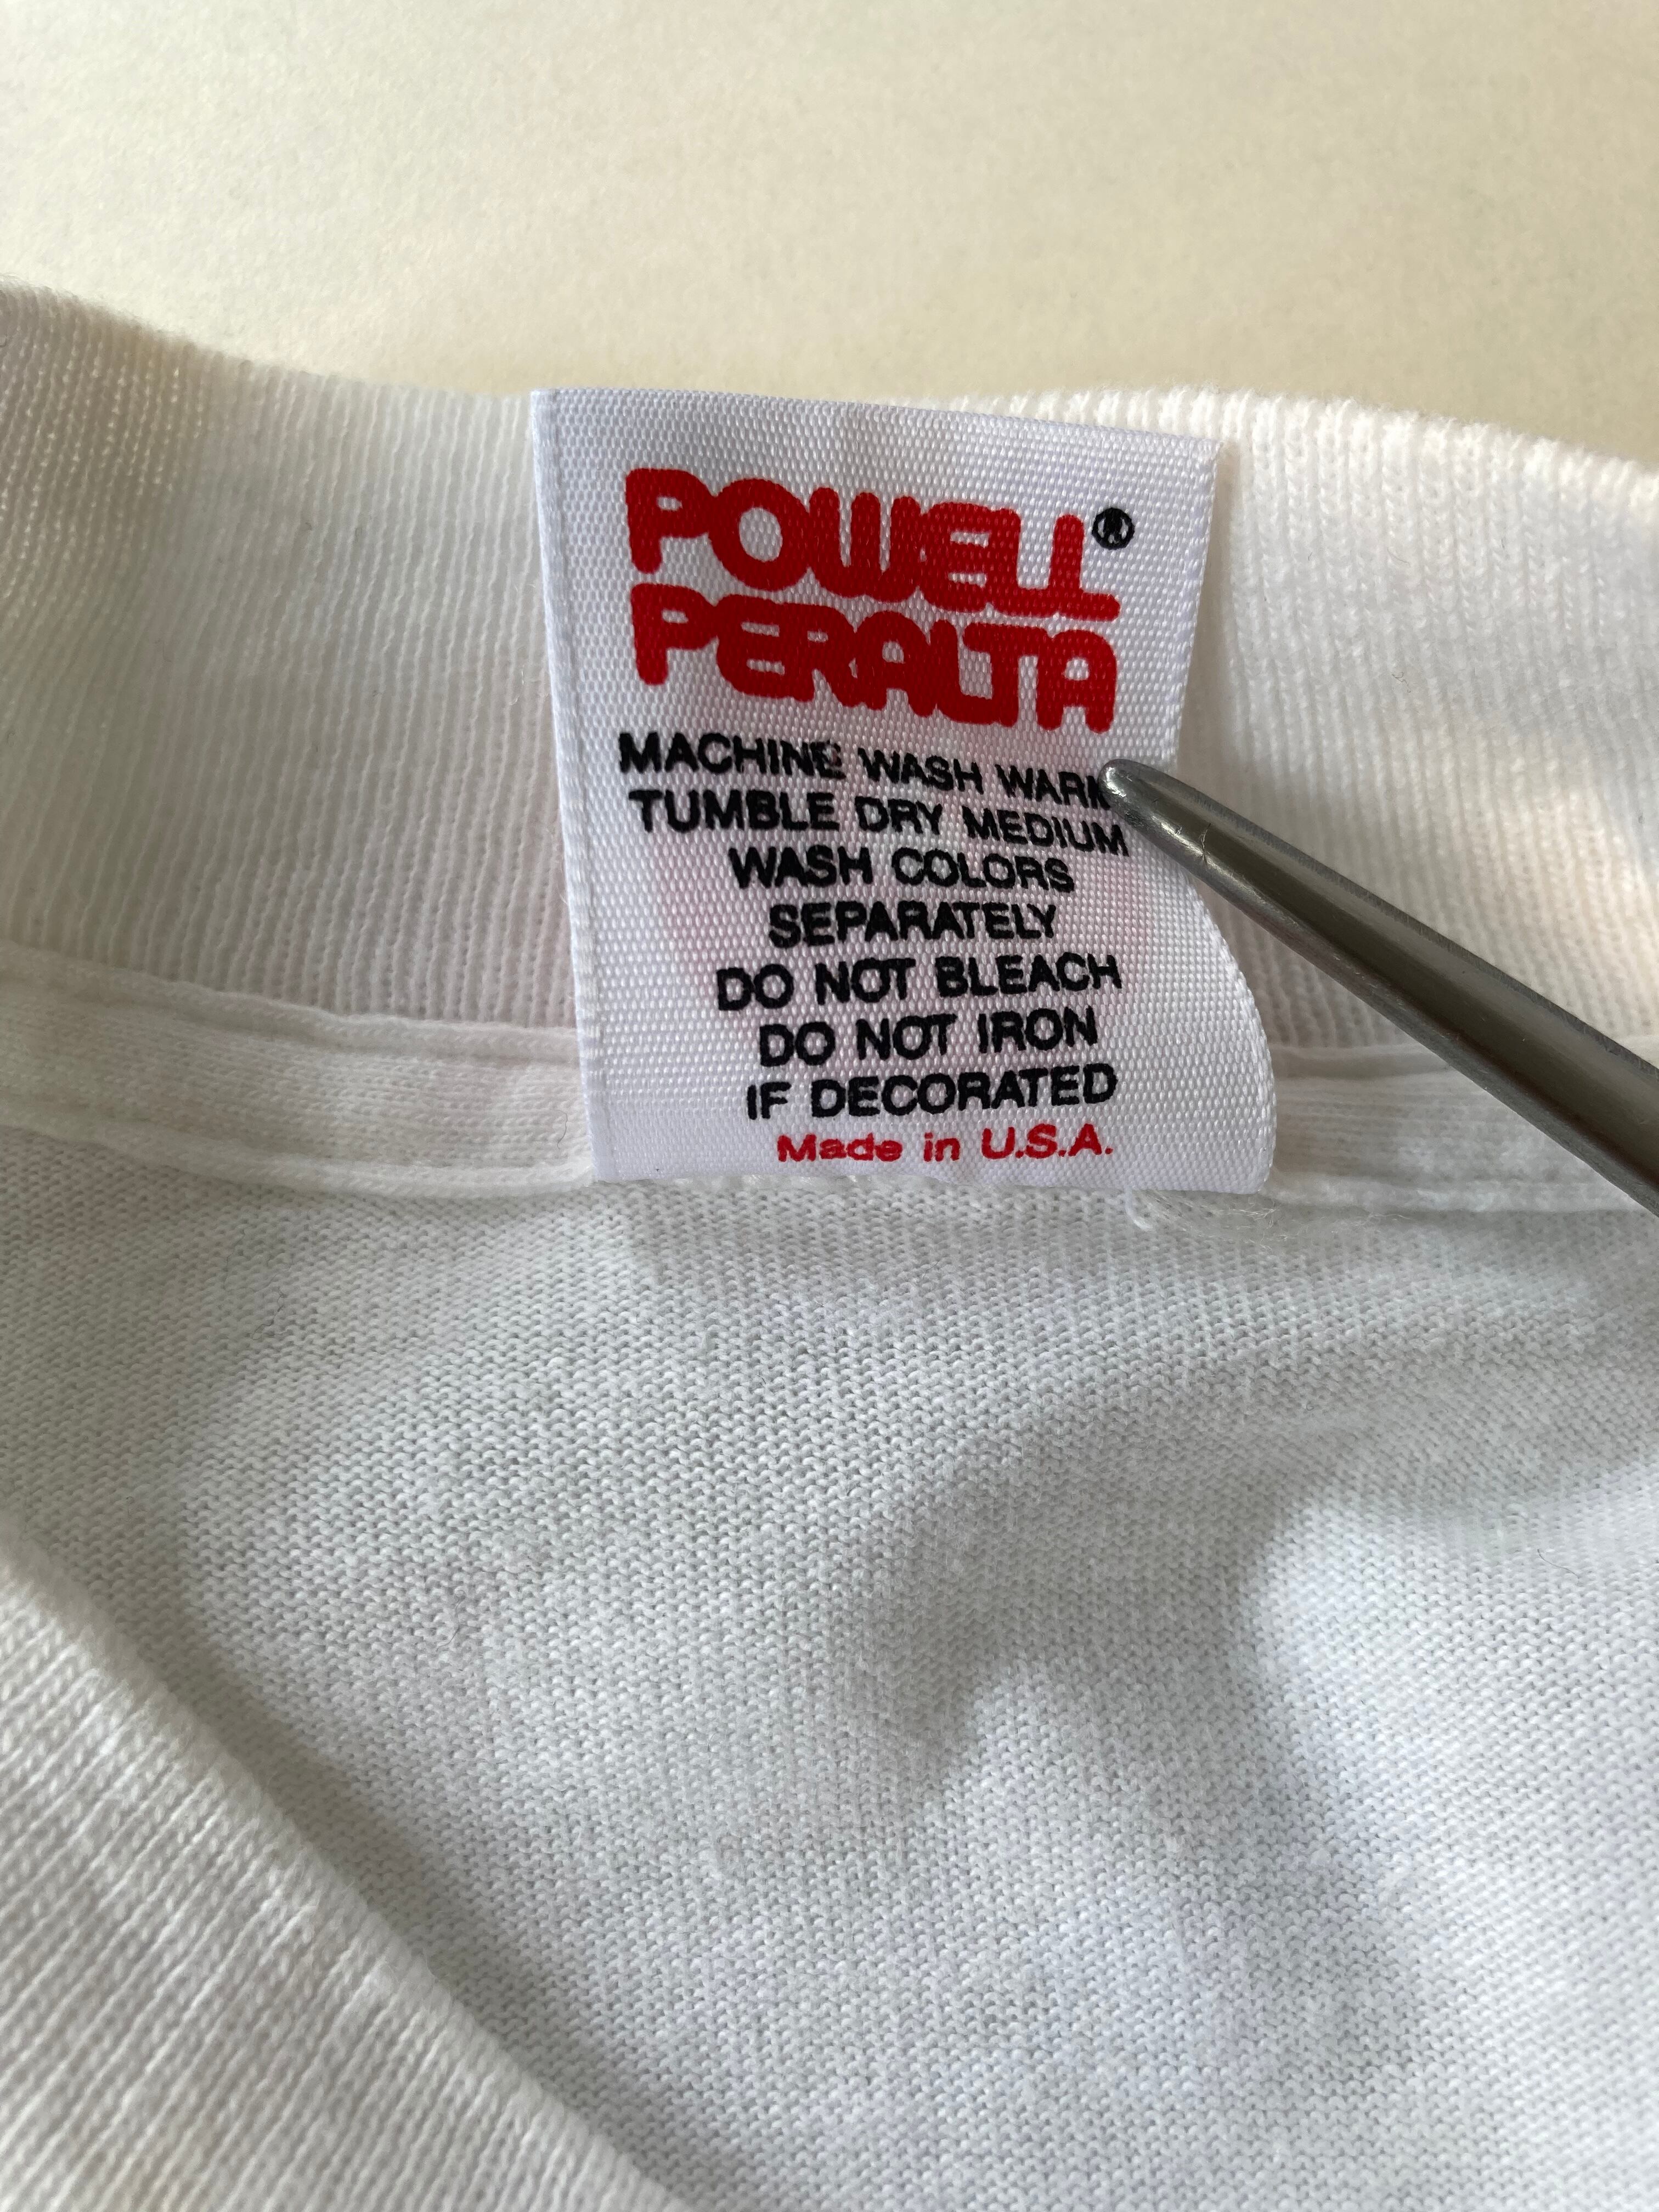 POWELL®
PERALTA
MACHINE WASH WARM
TUMBLE DRY MEDIUM
WASH COLORS
SEPARATELY
DO NOT BLEACH
DO NOT IRON
IF DECORATED
Made in U.S.A.